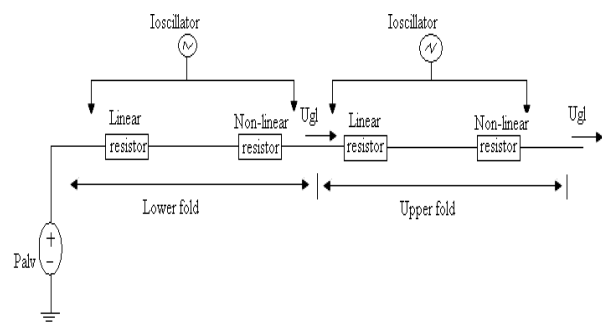 Ioscillator
Ioscillator
Linear
resistor
Non-linear
resistor
Ugl
Linear
resistor
Non-linear
resistor
Ugl
Lower fold
Upper fold
Palv
+
−